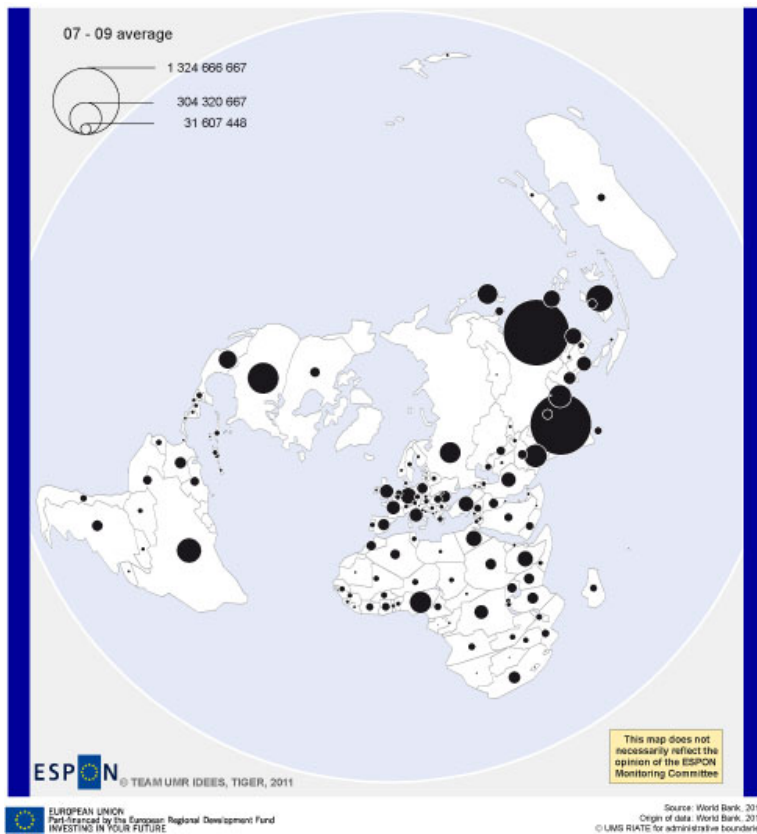 07 - 09 average
1 324 666 667
304 320 667
31 607 448
This map does not
necessarily reflect the
opinion of the ESPON
Monitoring Committee
ESPON © TEAM UMR IDEES, TIGER, 2011
EUROPEAN UNION
Part-financed by the European Regional Development Fund
INVESTING IN YOUR FUTURE
Source: World Bank, 201
Origin of data: World Bank, 201
© UMS RIATE for administrative boundarie